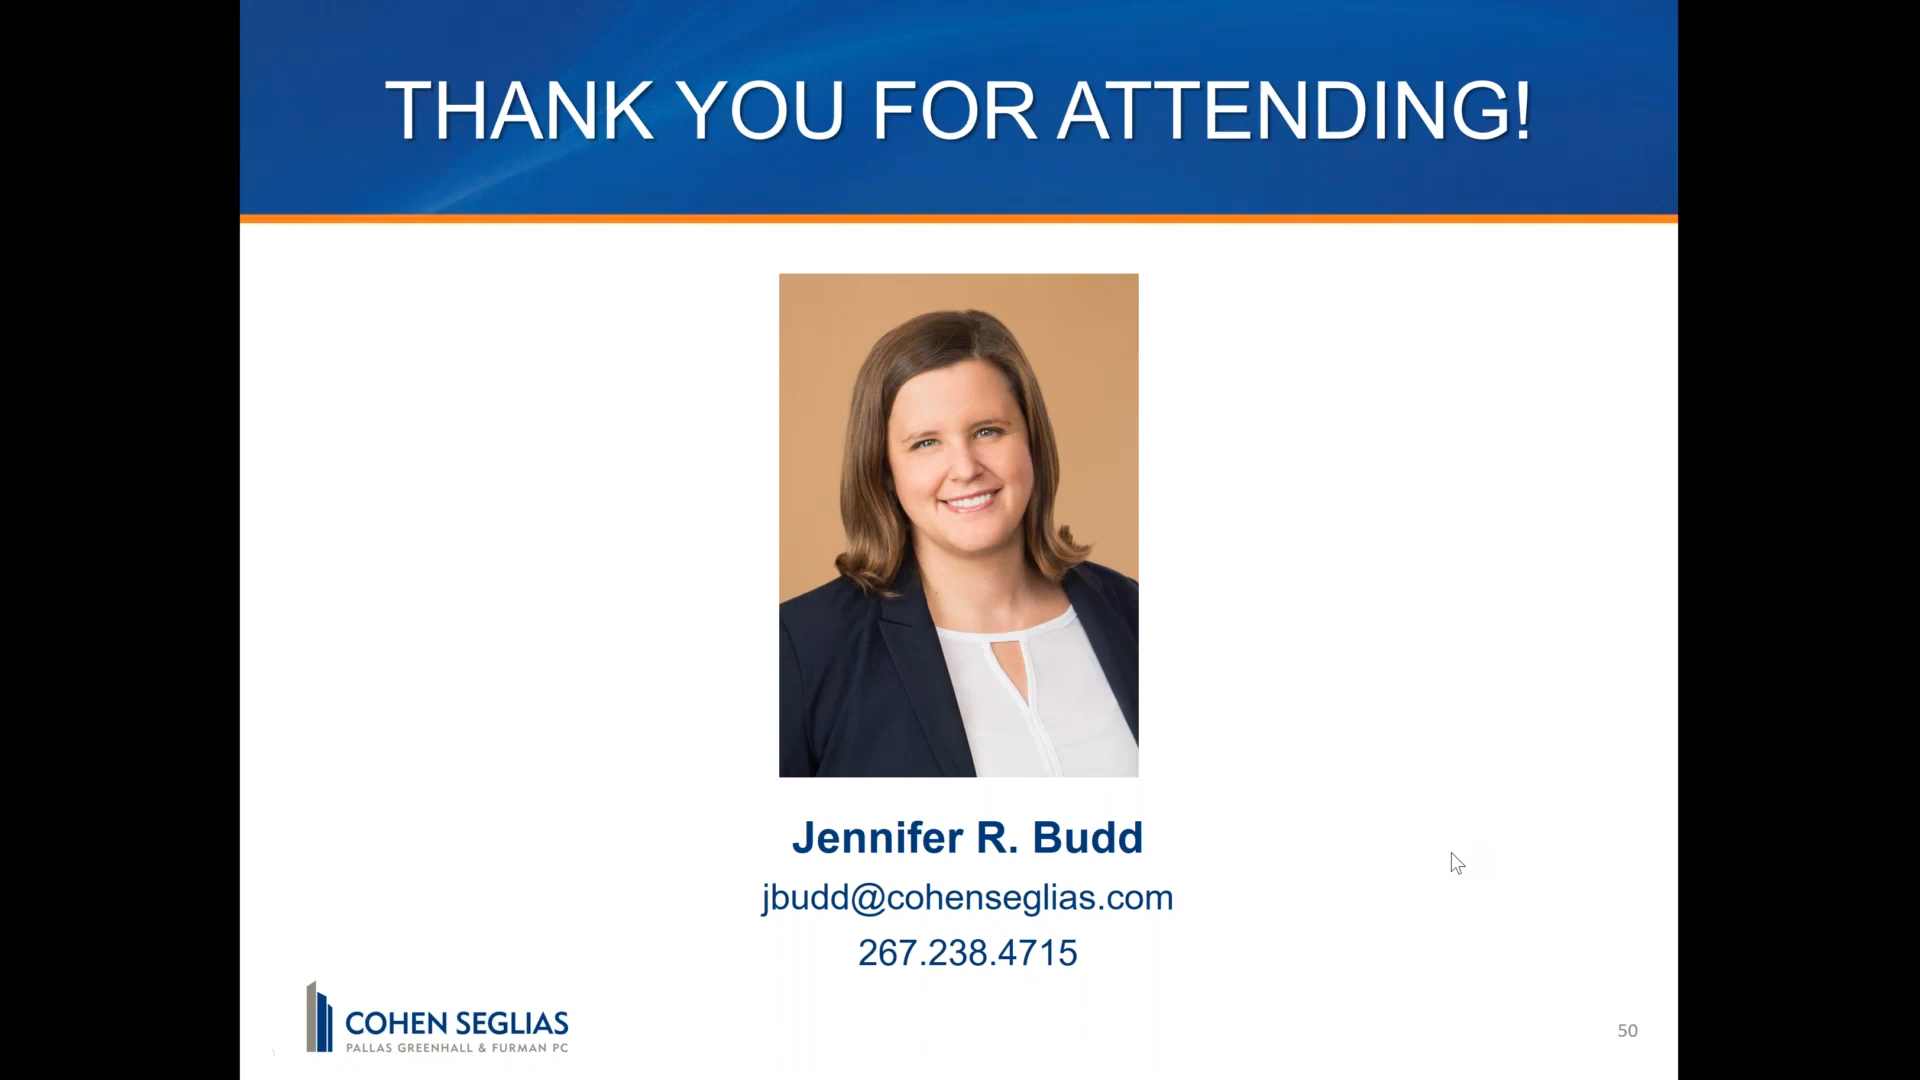 THANK YOU FOR ATTENDING!
Jennifer R. Budd
jbudd@cohenseglias.com
267.238.4715
COHEN SEGLIAS
PALLAS GREENHALL & FURMAN PC
50